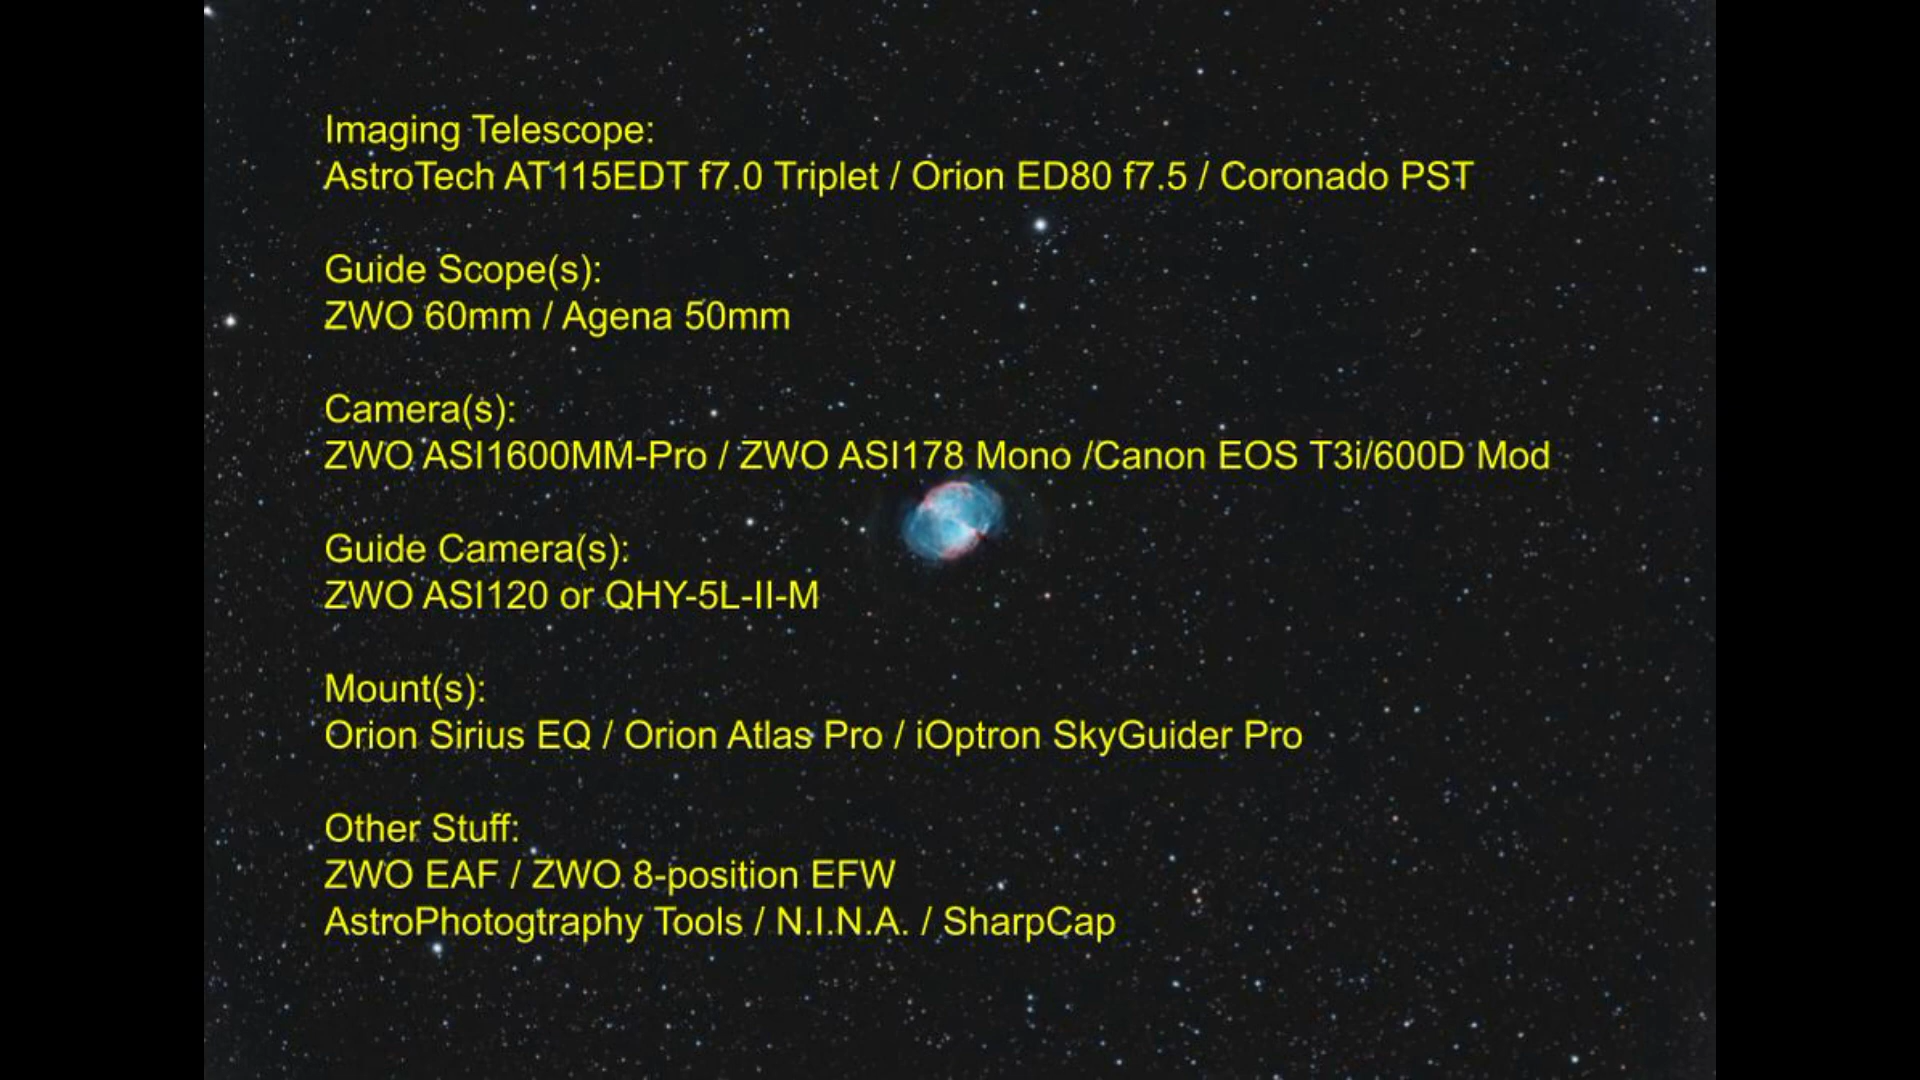 Imaging Telescope:
AstroTech AT115EDT f7.0 Triplet / Orion ED80 f7.5 / Coronado PST
Guide Scope(s):
ZWO 60mm / Agena 50mm
Camera(s):
ZWO ASI1600MM-Pro / ZWO ASI178 Mono /Canon EOS T3i/600D Mod
Guide Camera(s):
ZWO ASI120 or QHY-5L-II-M
Mount(s):
Orion Sirius EQ / Orion Atlas Pro / iOptron SkyGuider Pro
Other Stuff:
ZWO EAF / ZWO 8-position EFW
AstroPhotogtraphy Tools / N.I.N.A. / SharpCap